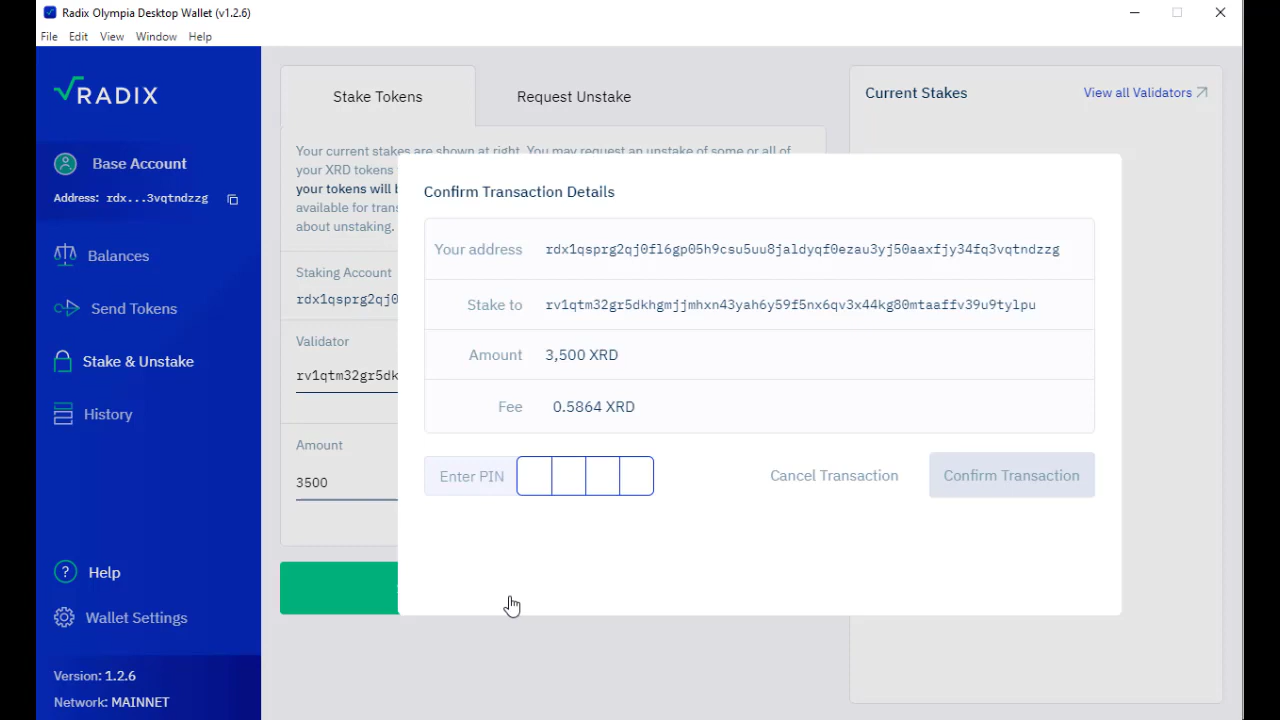 Radix Olympia Desktop Wallet (v1.2.6)
File Edit View Window Help
RADIX
Base Account
Address: rdx...3vqtndzzg
Balances
Send Tokens
Stake & Unstake
History
Help
Wallet Settings
Version: 1.2.6
Network: MAINNET
Stake Tokens
Request Unstake
Your current stakes are shown at right. You may request an unstake of some or all of
your XRD tokens
your tokens will b
available for trans
about unstaking.
Staking Account
rdx1qsprg2qj0
Validator
rv1qtm32gr5dk
Amount
3500
Current Stakes
View all Validators
Confirm Transaction Details
Your address rdx1qsprg2qj0fl6gp05h9csu5uu8jaldyqf0ezau3yj50aaxfjy34fq3vqtndzzg
Stake to rv1qtm32gr5dkhgmjjmhxn43yah6y59f5nx6qv3x44kg80mtaaffv39u9tylpu
Amount 3,500 XRD
Fee 0.5864 XRD
Enter PIN
Cancel Transaction
Confirm Transaction